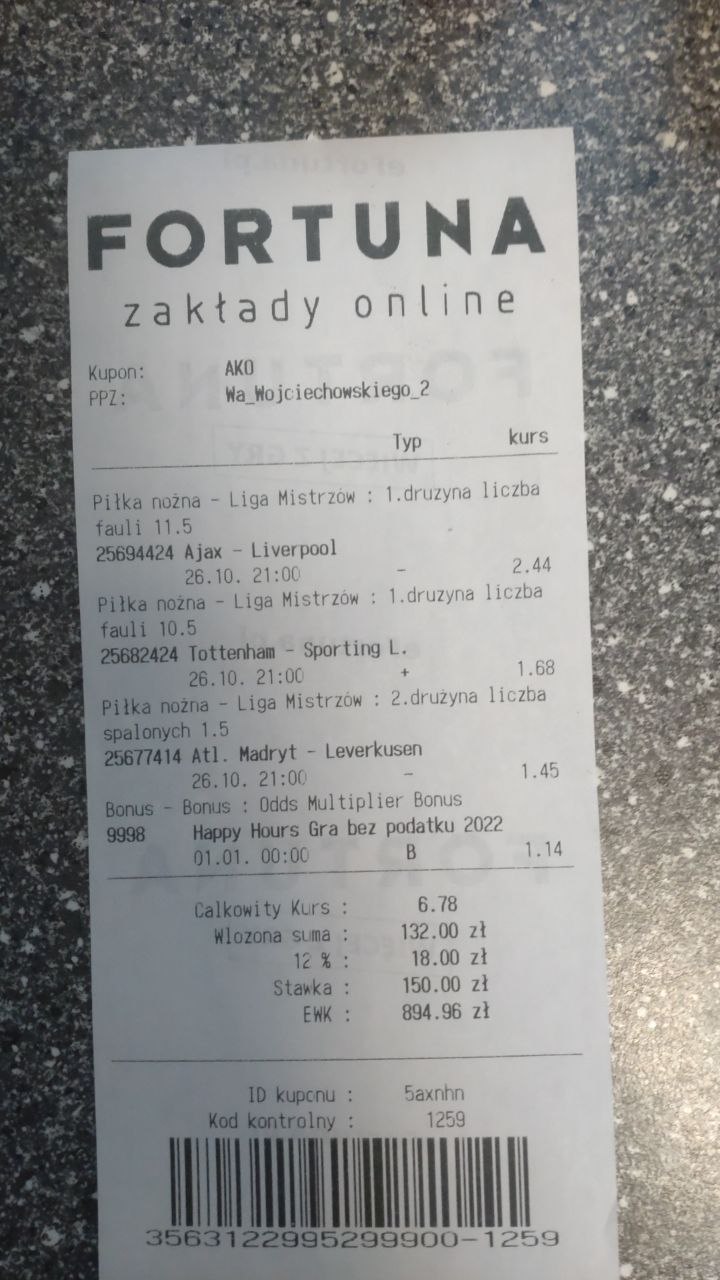 FORTUNA
zakłady online
Kupon: AKO
PPZ: Wa_Wojciechowskiego_2
Typ kurs
Piłka nożna - Liga Mistrzów : 1.druzyna liczba
fauli 11.5
25694424 Ajax - Liverpool
26.10. 21:00 - 2.44
Piłka nożna - Liga Mistrzów : 1.druzyna liczba
fauli 10.5
25682424 Tottenham - Sporting L.
26.10. 21:00 + 1.68
Piłka nożna - Liga Mistrzów : 2.drużyna liczba
spalonych 1.5
25677414 Atl. Madryt - Leverkusen
26.10. 21:00 - 1.45
Bonus - Bonus : Odds Multiplier Bonus
9998 Happy Hours Gra bez podatku 2022
01.01. 00:00 B 1.14
Calkowity Kurs : 6.78
Wlozona suma : 132.00 zł
12 % : 18.00 zł
Stawka : 150.00 zł
EWK : 894.96 zł
ID kuponu : 5axnhn
Kod kontrolny : 1259
3563122995299900-1259